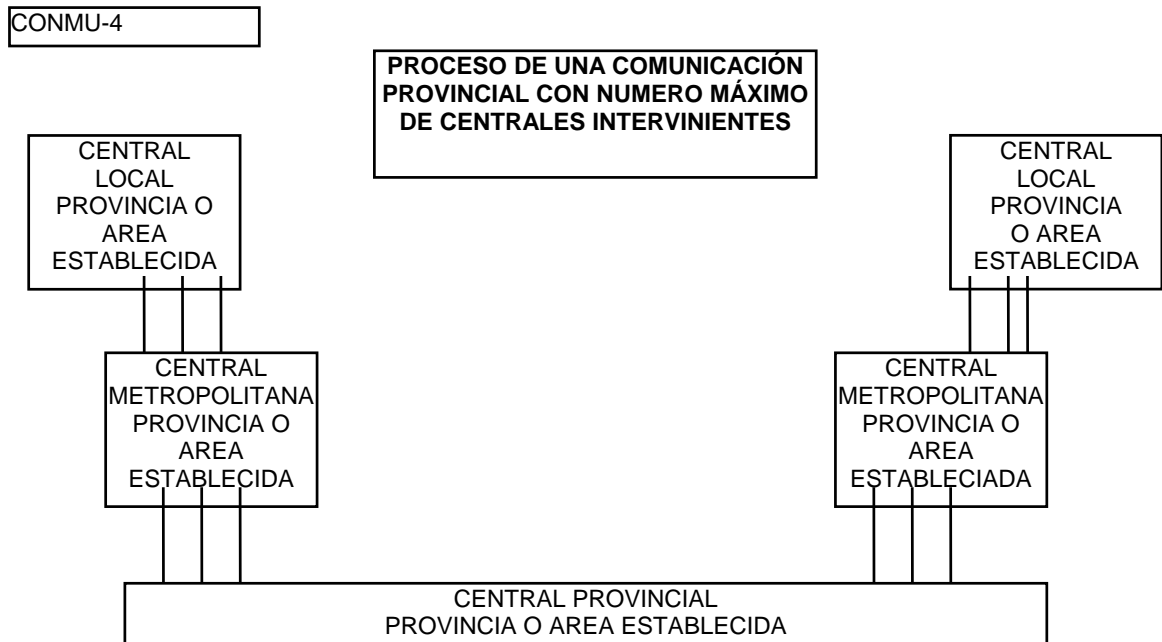 CONMU-4
PROCESO DE UNA COMUNICACIÓN
PROVINCIAL CON NUMERO MÁXIMO
DE CENTRALES INTERVINIENTES
CENTRAL
LOCAL
PROVINCIA O
AREA
ESTABLECIDA
CENTRAL
LOCAL
PROVINCIA
O AREA
ESTABLECIDA
CENTRAL
METROPOLITANA
PROVINCIA O
AREA
ESTABLECIDA
CENTRAL
METROPOLITANA
PROVINCIA O
AREA
ESTABLECIADA
CENTRAL PROVINCIAL
PROVINCIA O AREA ESTABLECIDA